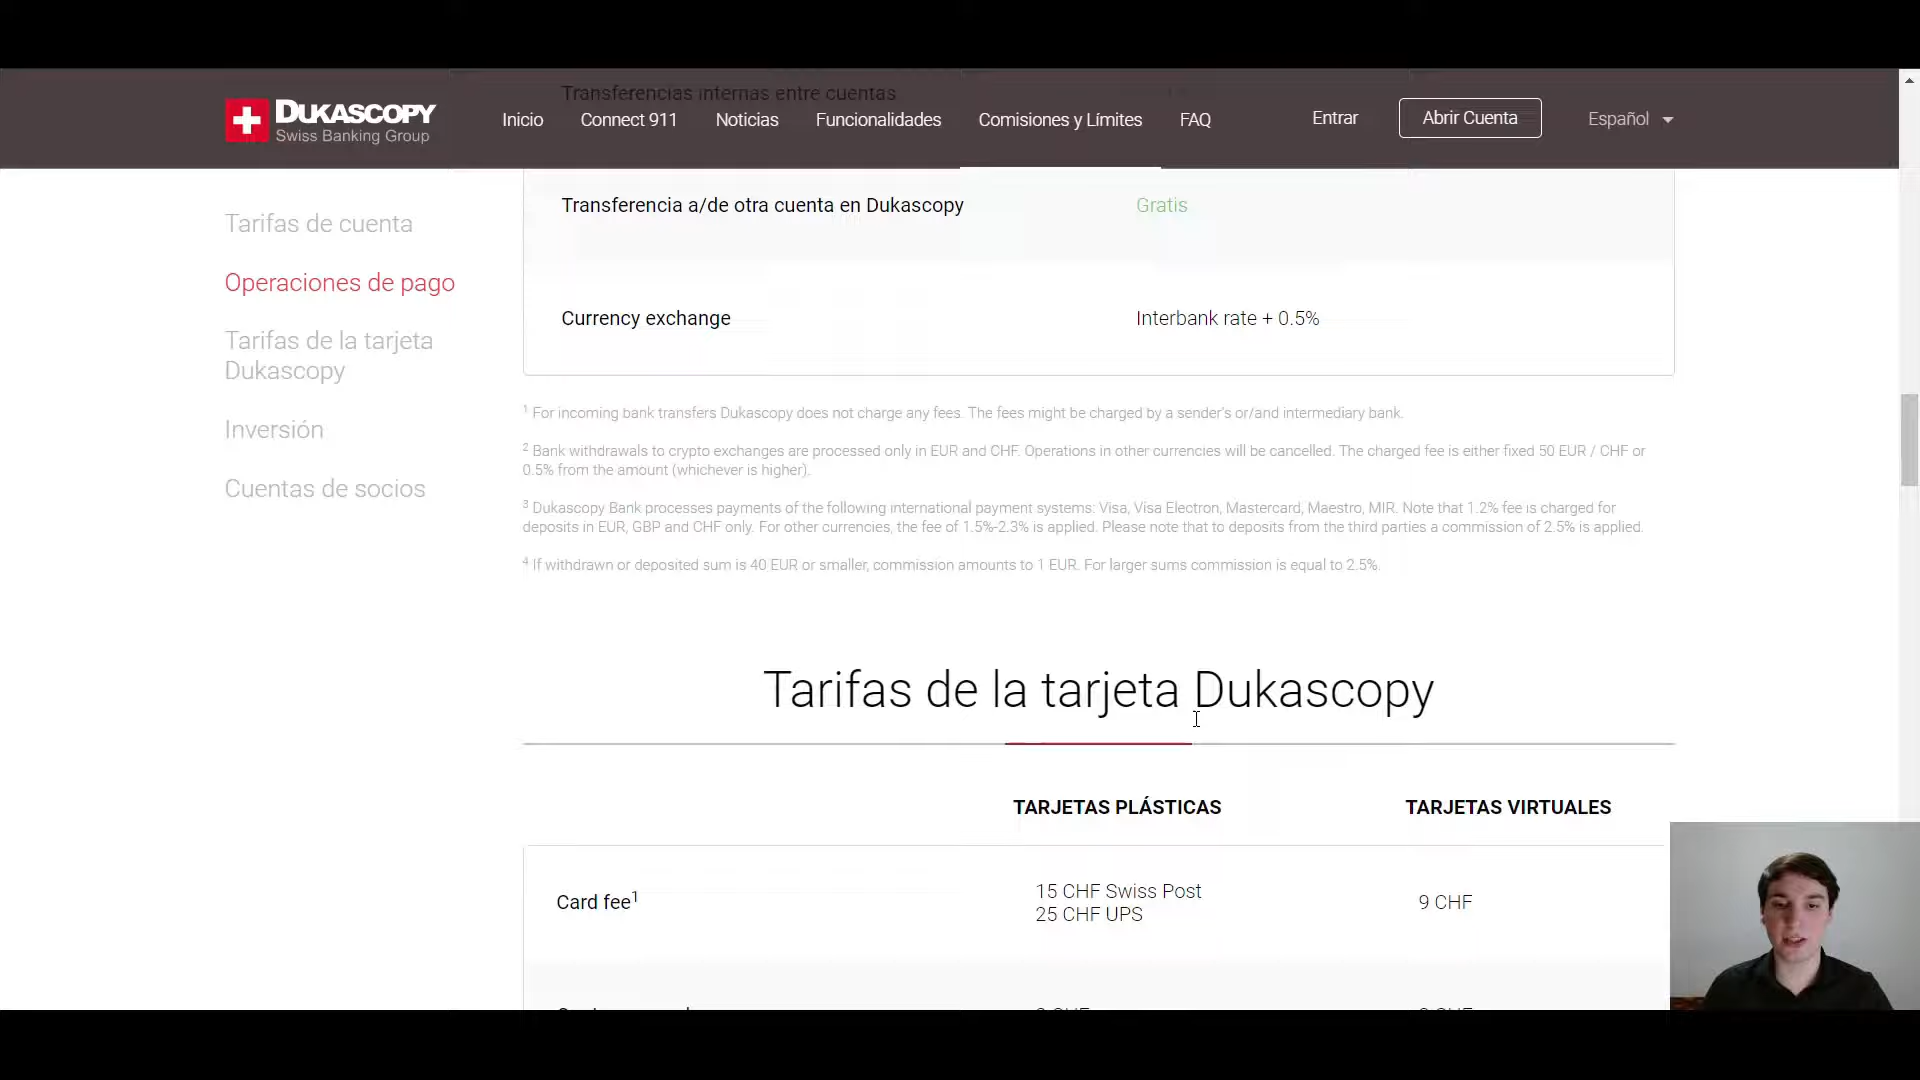 Transferencias internas entre cuentas
DUKASCOPY
Swiss Banking Group
Inicio
Connect 911
Noticias
Funcionalidades
Comisiones y Límites
FAQ
Entrar
Abrir Cuenta
Español
Tarifas de cuenta
Operaciones de pago
Tarifas de la tarjeta
Dukascopy
Inversión
Cuentas de socios
Transferencia a/de otra cuenta en Dukascopy
Gratis
Currency exchange
Interbank rate + 0.5%
1 For incoming bank transfers Dukascopy does not charge any fees. The fees might be charged by a sender's or/and intermediary bank.
2 Bank withdrawals to crypto exchanges are processed only in EUR and CHF. Operations in other currencies will be cancelled. The charged fee is either fixed 50 EUR / CHF or
0.5% from the amount (whichever is higher).
3 Dukascopy Bank processes payments of the following international payment systems: Visa, Visa Electron, Mastercard, Maestro, MIR. Note that 1.2% fee is charged for
deposits in EUR, GBP and CHF only. For other currencies, the fee of 1.5%-2.3% is applied. Please note that to deposits from the third parties a commission of 2.5% is applied.
4 If withdrawn or deposited sum is 40 EUR or smaller, commission amounts to 1 EUR. For larger sums commission is equal to 2.5%.
Tarifas de la tarjeta Dukascopy
TARJETAS PLÁSTICAS
TARJETAS VIRTUALES
Card fee1
15 CHF Swiss Post
25 CHF UPS
9 CHF